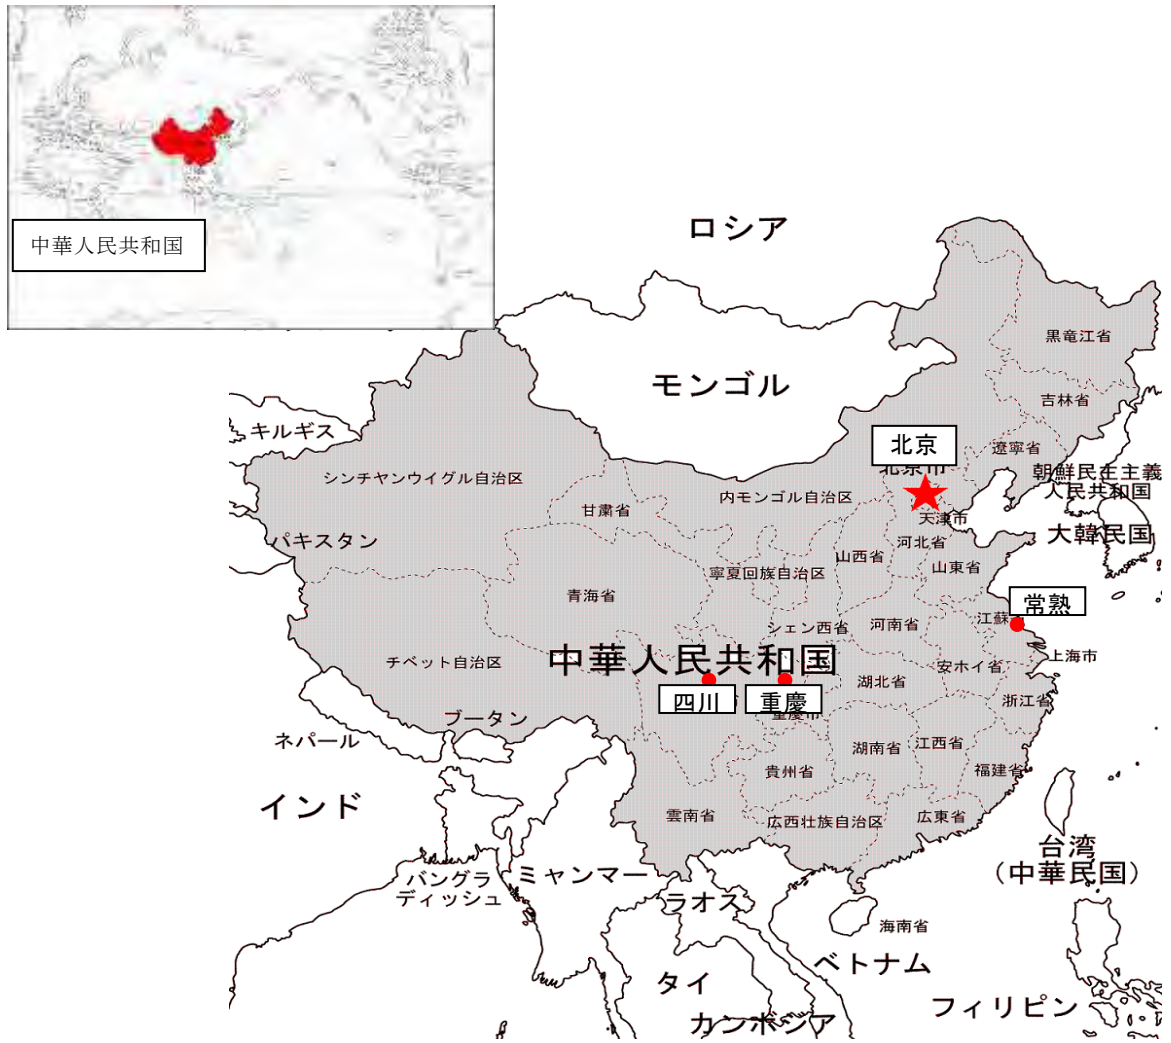 中華人民共和国
ロシア
黒竜江省
モンゴル
吉林省
キルギス
北京
遼寧省
北京市
朝鮮民主主義
人民共和国
シンチヤンウイグル自治区
内モンゴル自治区
甘粛省
天津市
大韓民国
パキスタン
河北省
山西省
山東省
寧夏回族自治区
青海省
常熟
江蘇
シェン西省
河南省
中華人民共和国
上海市
チベット自治区
安ホイ省
湖北省
四川
重慶
浙江省
重慶市
ブータン
ネパール
湖南省
江西省
貴州省
福建省
インド
雲南省
広西壮族自治区
広東省
台湾
（中華民国）
バングラ
ディッシュ
ミャンマー
ラオス
海南省
ベトナム
タイ
フィリピン
カンボジア